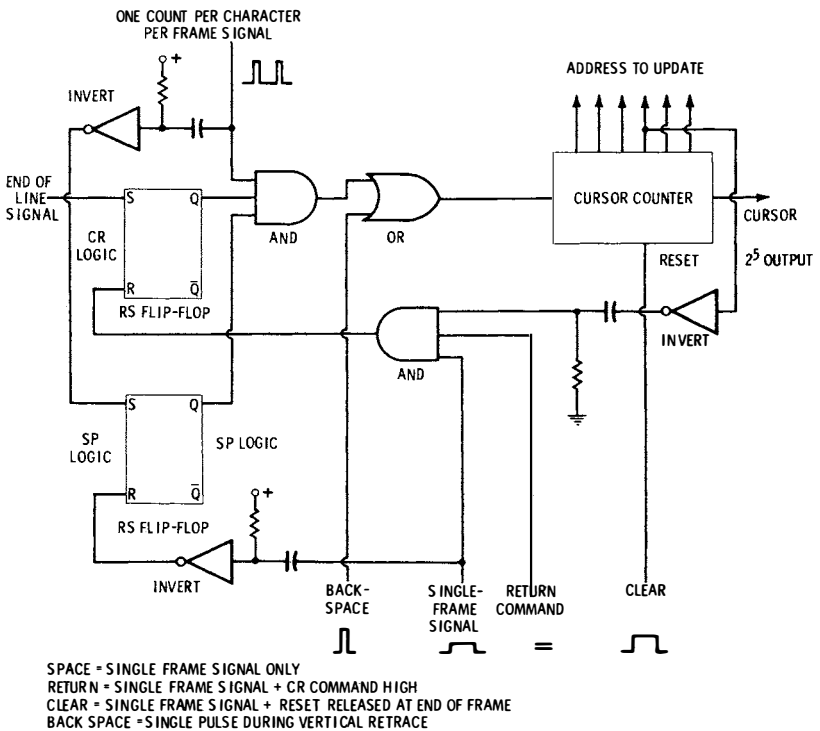 ONE COUNT PER CHARACTER
PER FRAME SIGNAL
+
INVERT
ADDRESS TO UPDATE
END OF
LINE
SIGNAL
S
Q
CR
LOGIC
R
Q̅
RS FLIP-FLOP
AND
OR
CURSOR COUNTER
CURSOR
RESET
2⁵ OUTPUT
INVERT
AND
S
Q
SP
LOGIC
SP LOGIC
R
Q̅
RS FLIP-FLOP
+
INVERT
BACK-
SPACE
SINGLE-
FRAME
SIGNAL
RETURN
COMMAND
=
CLEAR
SPACE = SINGLE FRAME SIGNAL ONLY
RETURN = SINGLE FRAME SIGNAL + CR COMMAND HIGH
CLEAR = SINGLE FRAME SIGNAL + RESET RELEASED AT END OF FRAME
BACK SPACE = SINGLE PULSE DURING VERTICAL RETRACE